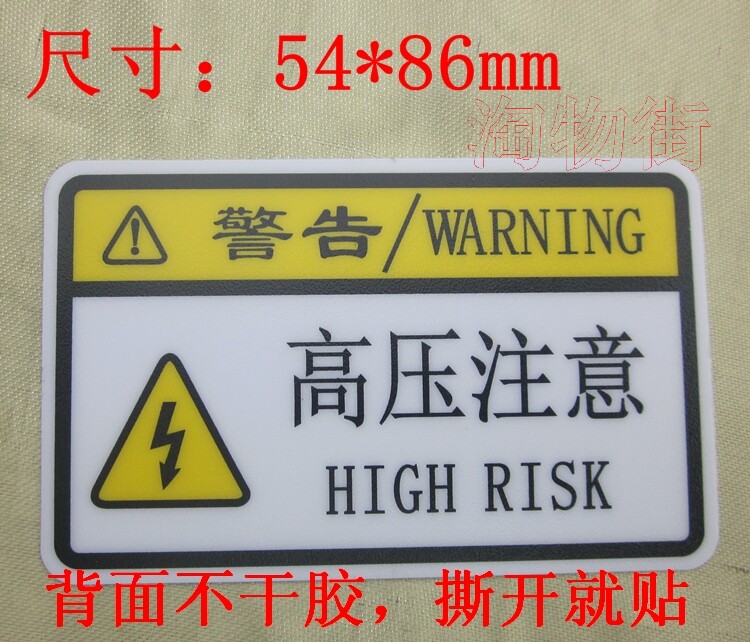 尺寸：54*86mm
淘物街
警告/WARNING
高压注意
HIGH RISK
背面不干胶，撕开就贴